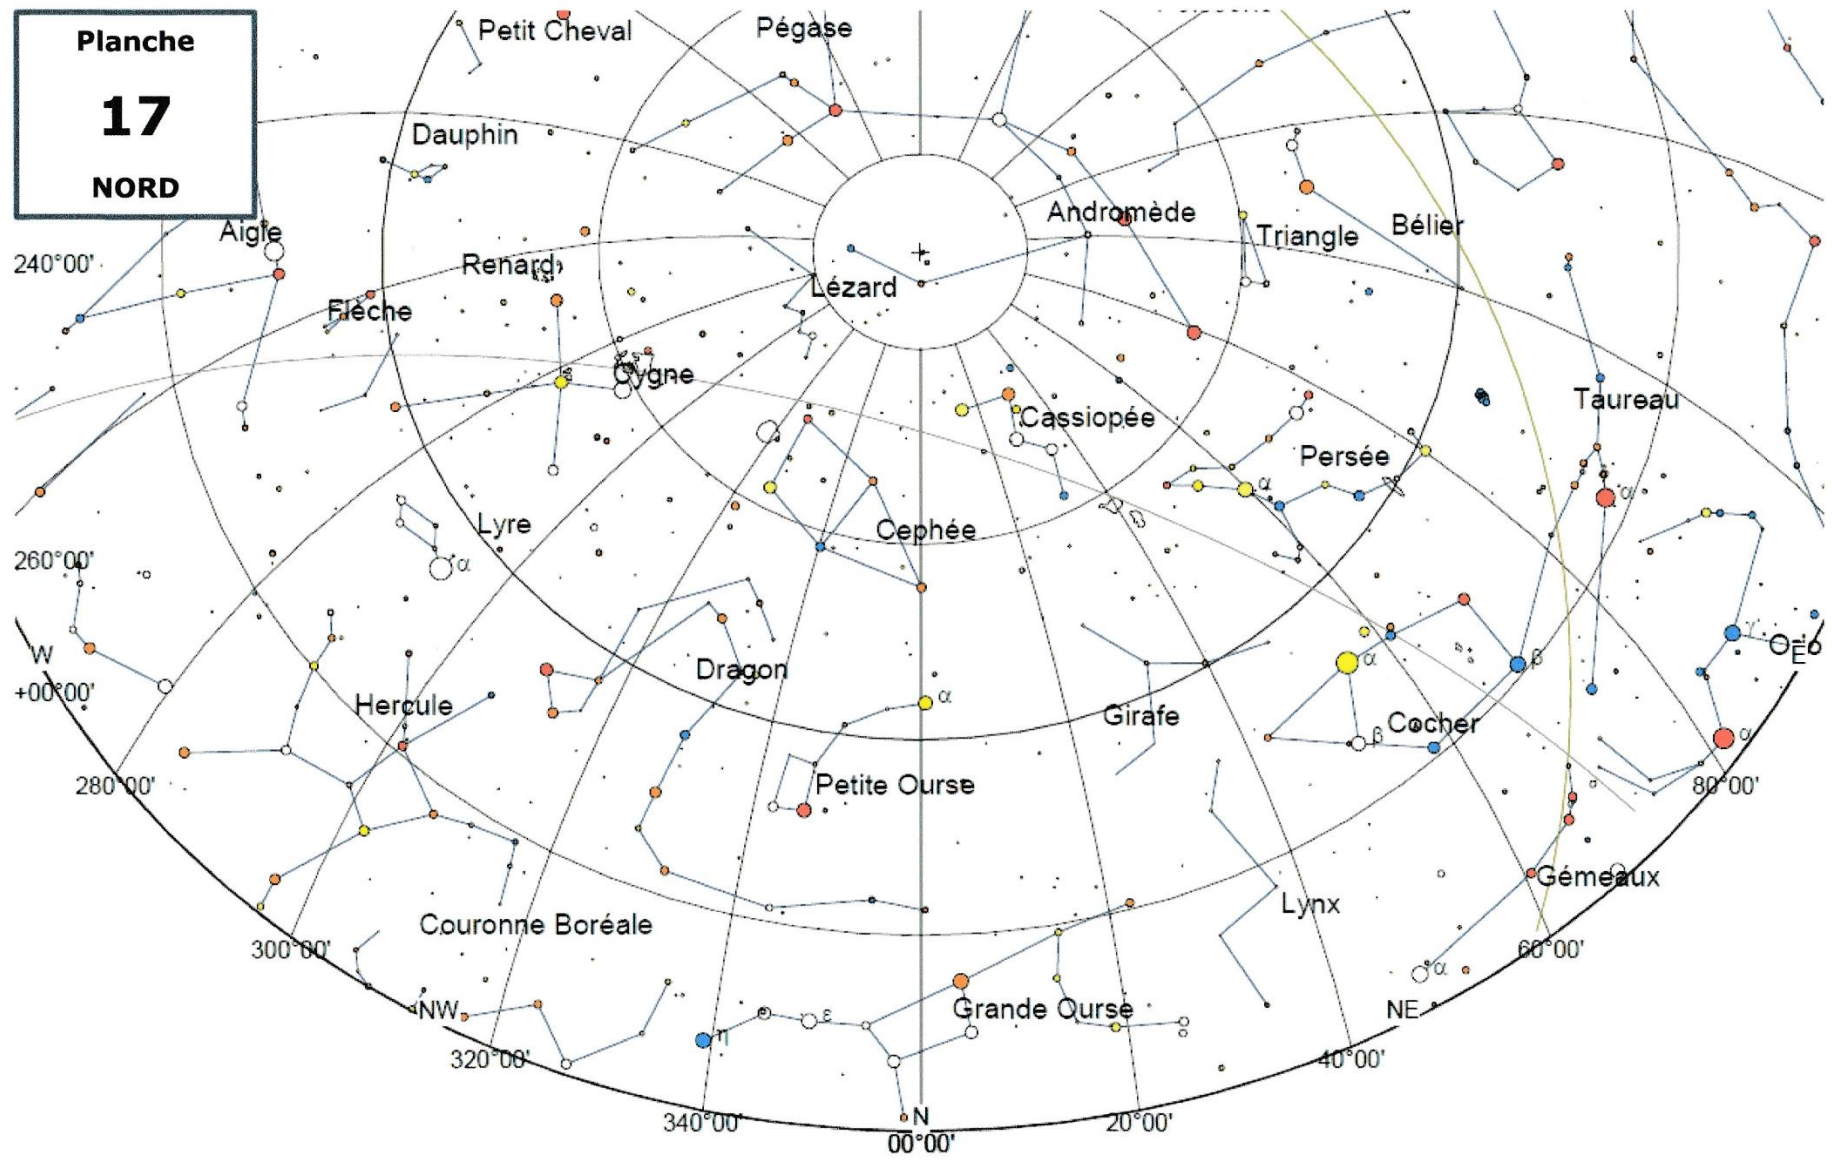 Planche
17
NORD
Petit Cheval
Pégase
Dauphin
Aigle
Andromède
Triangle
Bélier
240°00'
Renard
Lézard
Flèche
Cygne
Cassiopée
Taureau
Persée
α
α
Lyre
Cephée
α
260°00'
γ
W
E
β
α
Dragon
+00°00'
α
Hercule
Girafe
Cocher
β
α
280°00'
Petite Ourse
80°00'
Gémeaux
Lynx
Couronne Boréale
300°00'
60°00'
α
NW
ε
Grande Ourse
NE
η
320°00'
40°00'
N
340°00'
20°00'
00°00'